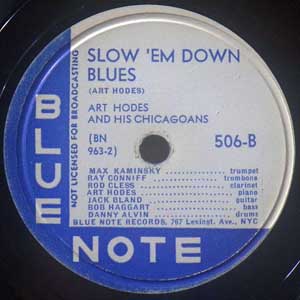 SLOW 'EM DOWN
BLUES
(ART HODES)
ART HODES
AND HIS CHICAGOANS
(BN
963-2)
506-B
MAX KAMINSKY trumpet
RAY CONNIFF trombone
ROD CLESS clarinet
ART HODES piano
JACK BLAND guitar
BOB HAGGART bass
DANNY ALVIN drums
BLUE NOTE RECORDS, 767 Lexingt. Ave., NYC
NOT LICENSED FOR BROADCASTING
BLUE
NOTE